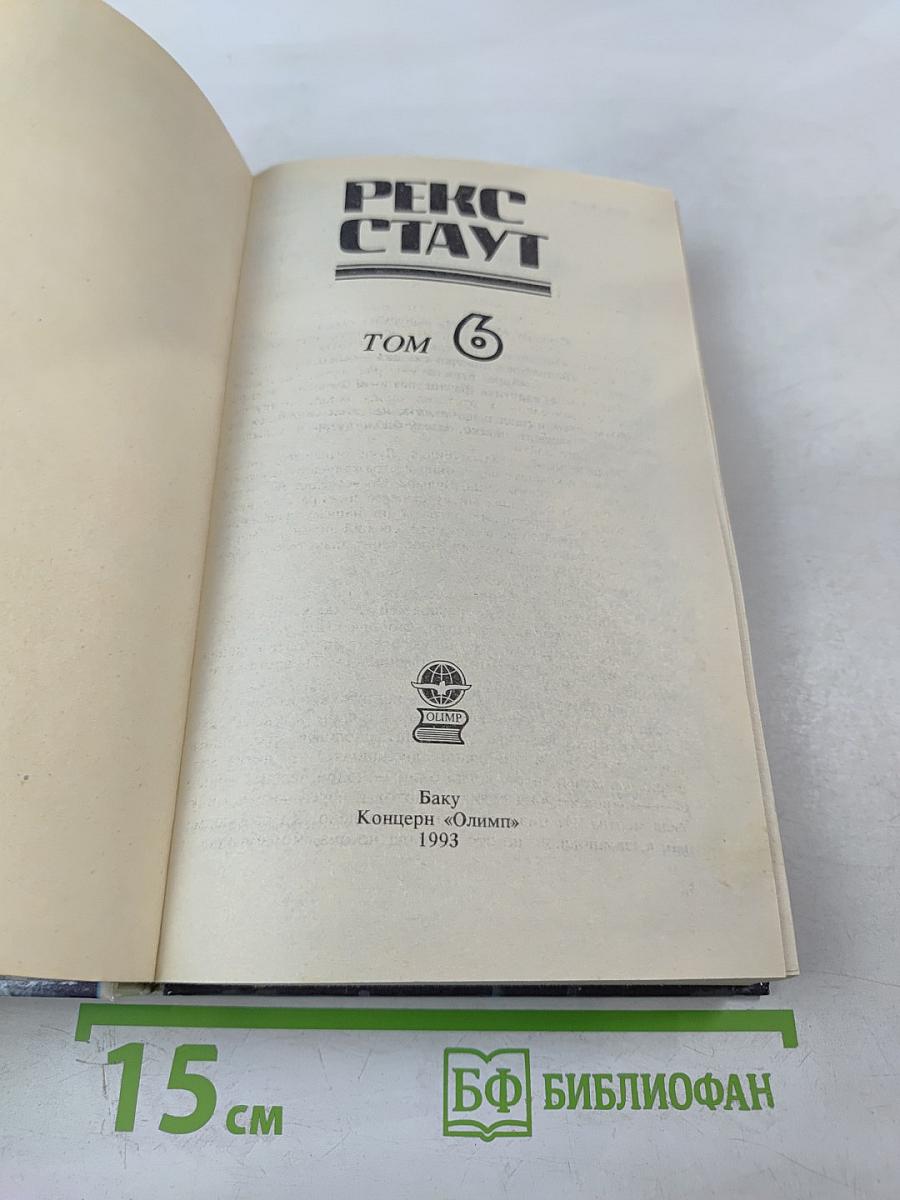 РЕКС
СТАУТ
ТОМ 6
OLIMP
Баку
Концерн «Олимп»
1993
15 см
БФ БИБЛИОФАН